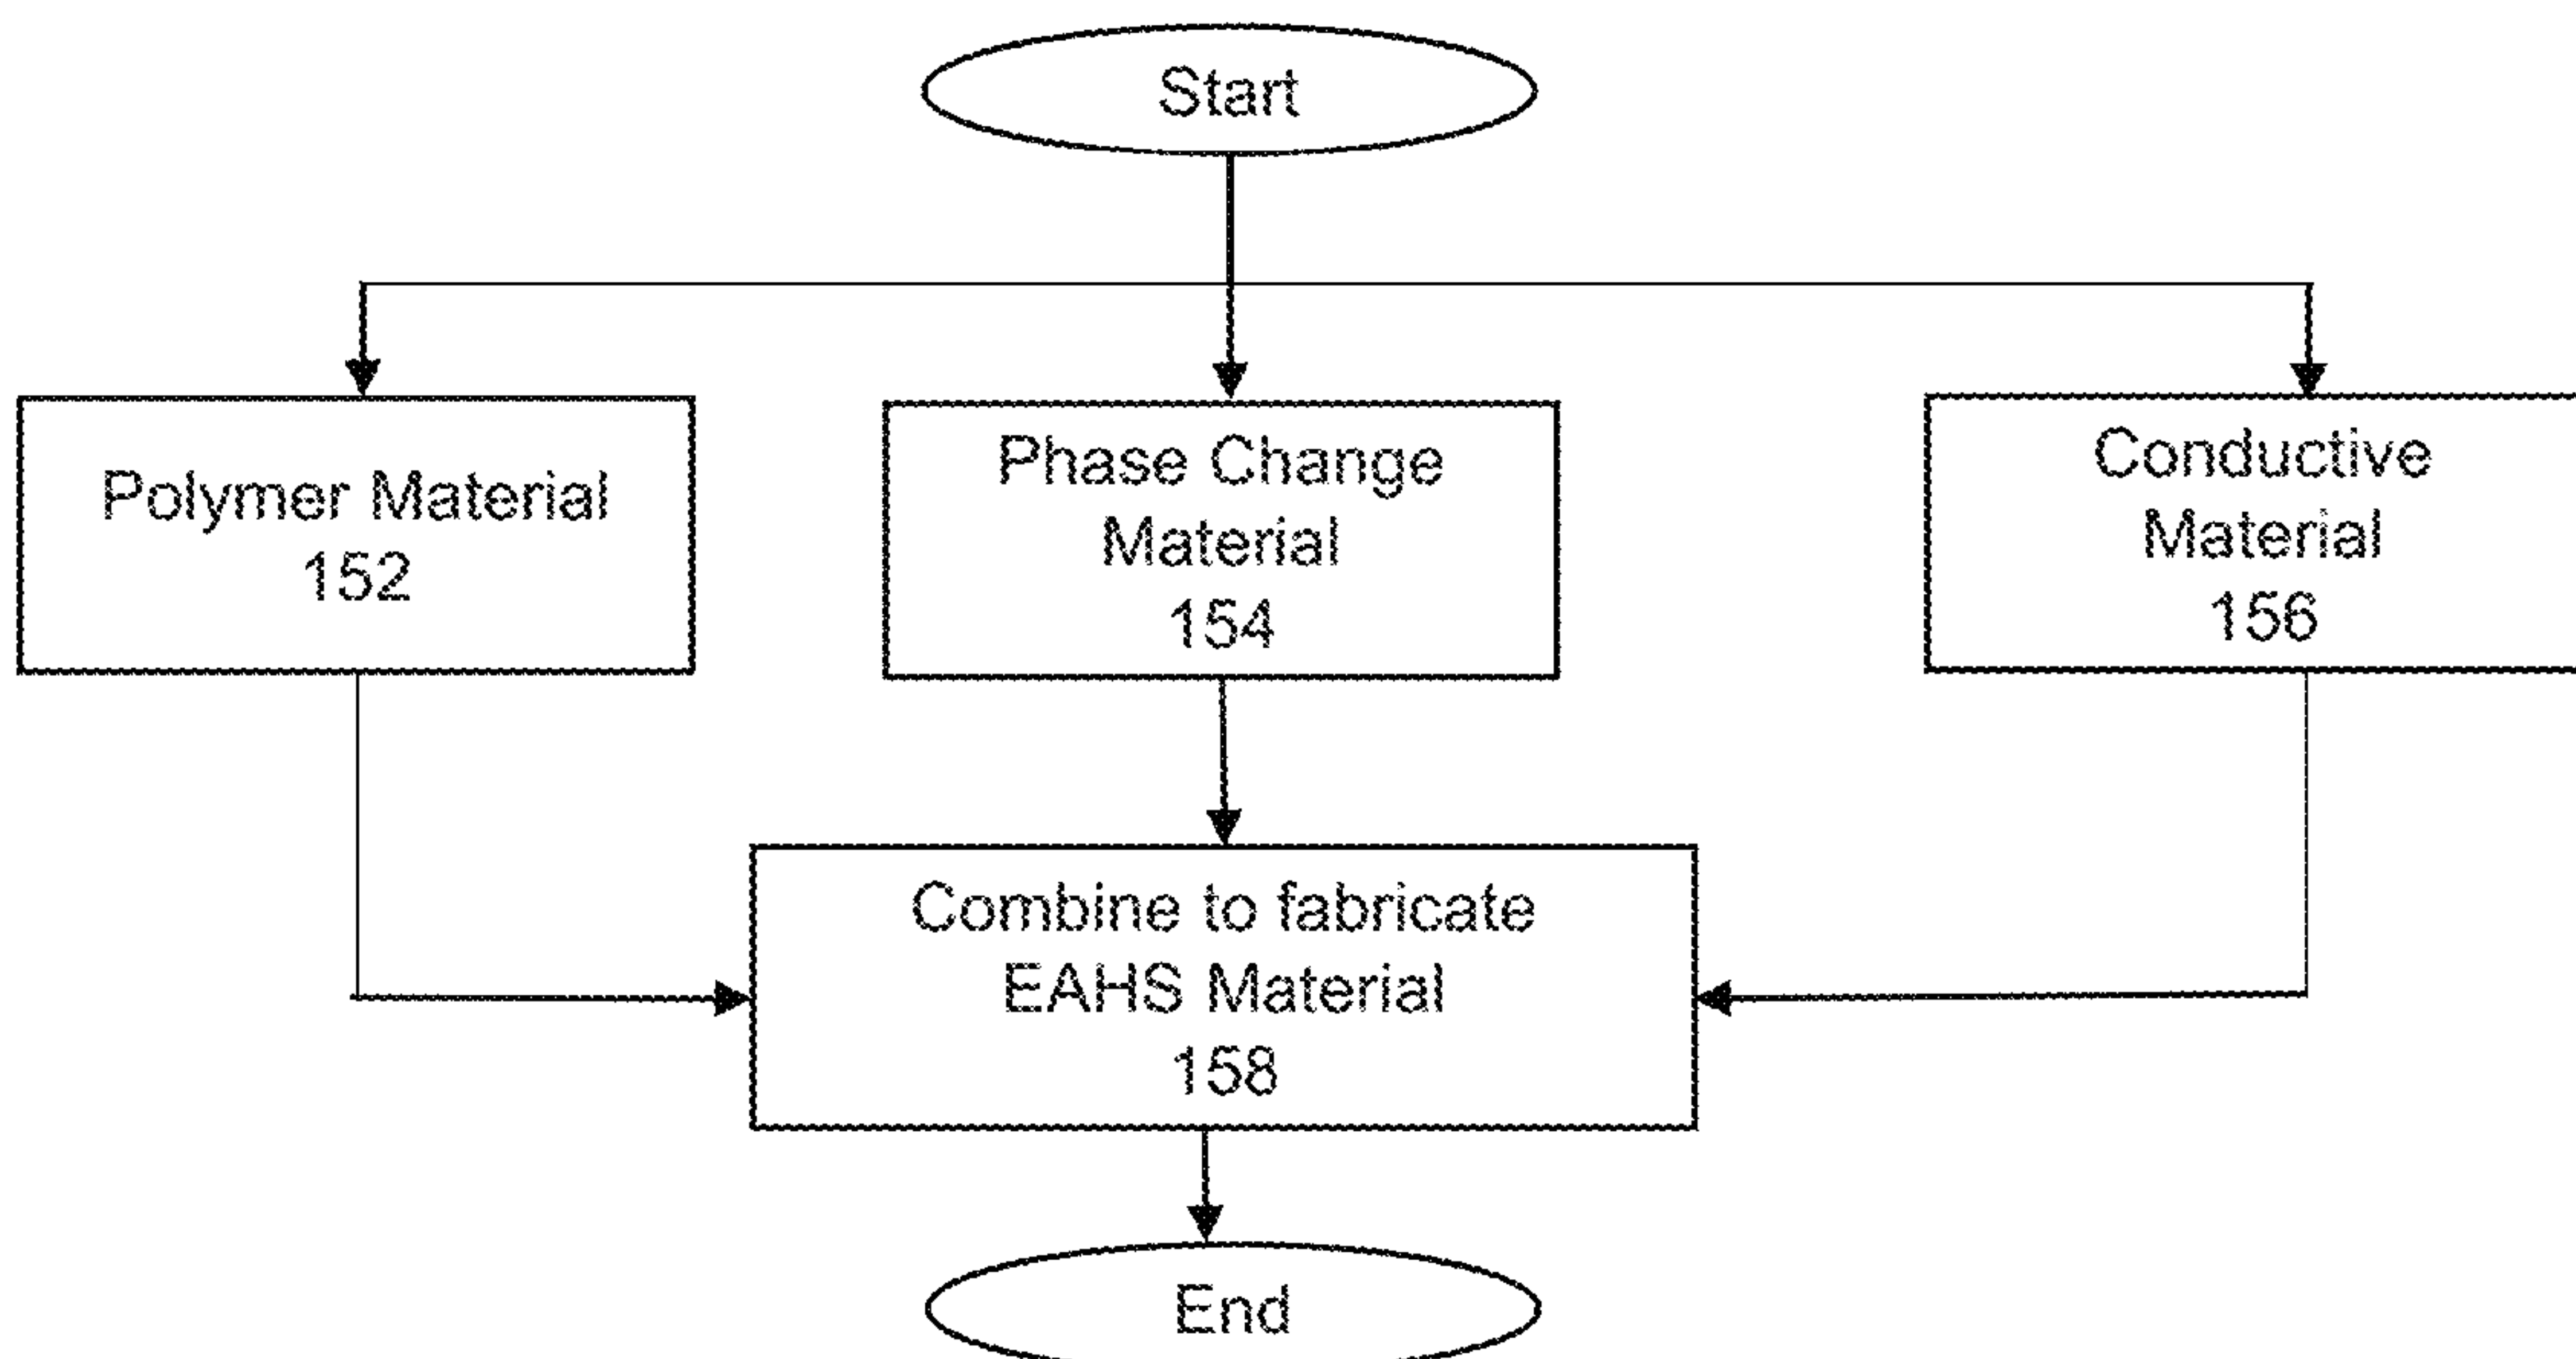 Start
Polymer Material
152
Phase Change
Material
154
Conductive
Material
156
Combine to fabricate
EAHS Material
158
End